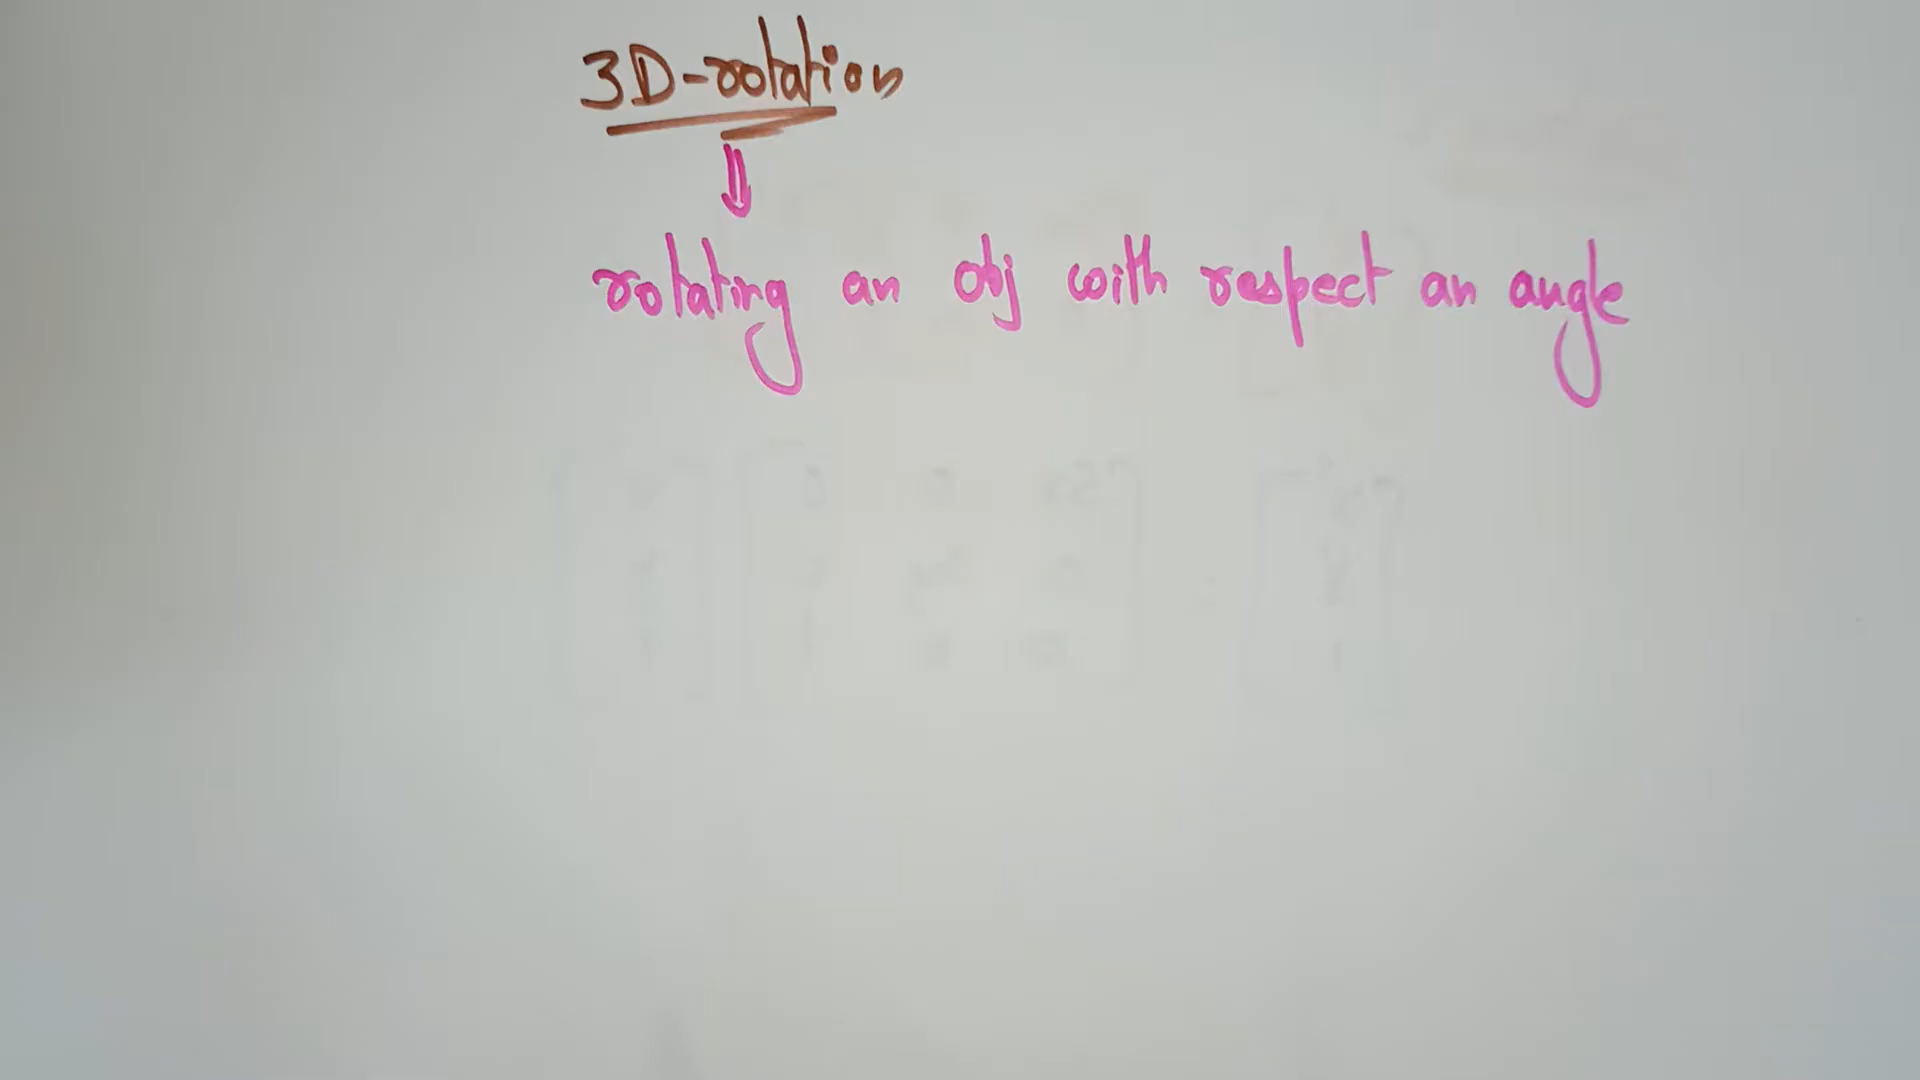 3D-rotation
rotating an obj with respect an angle